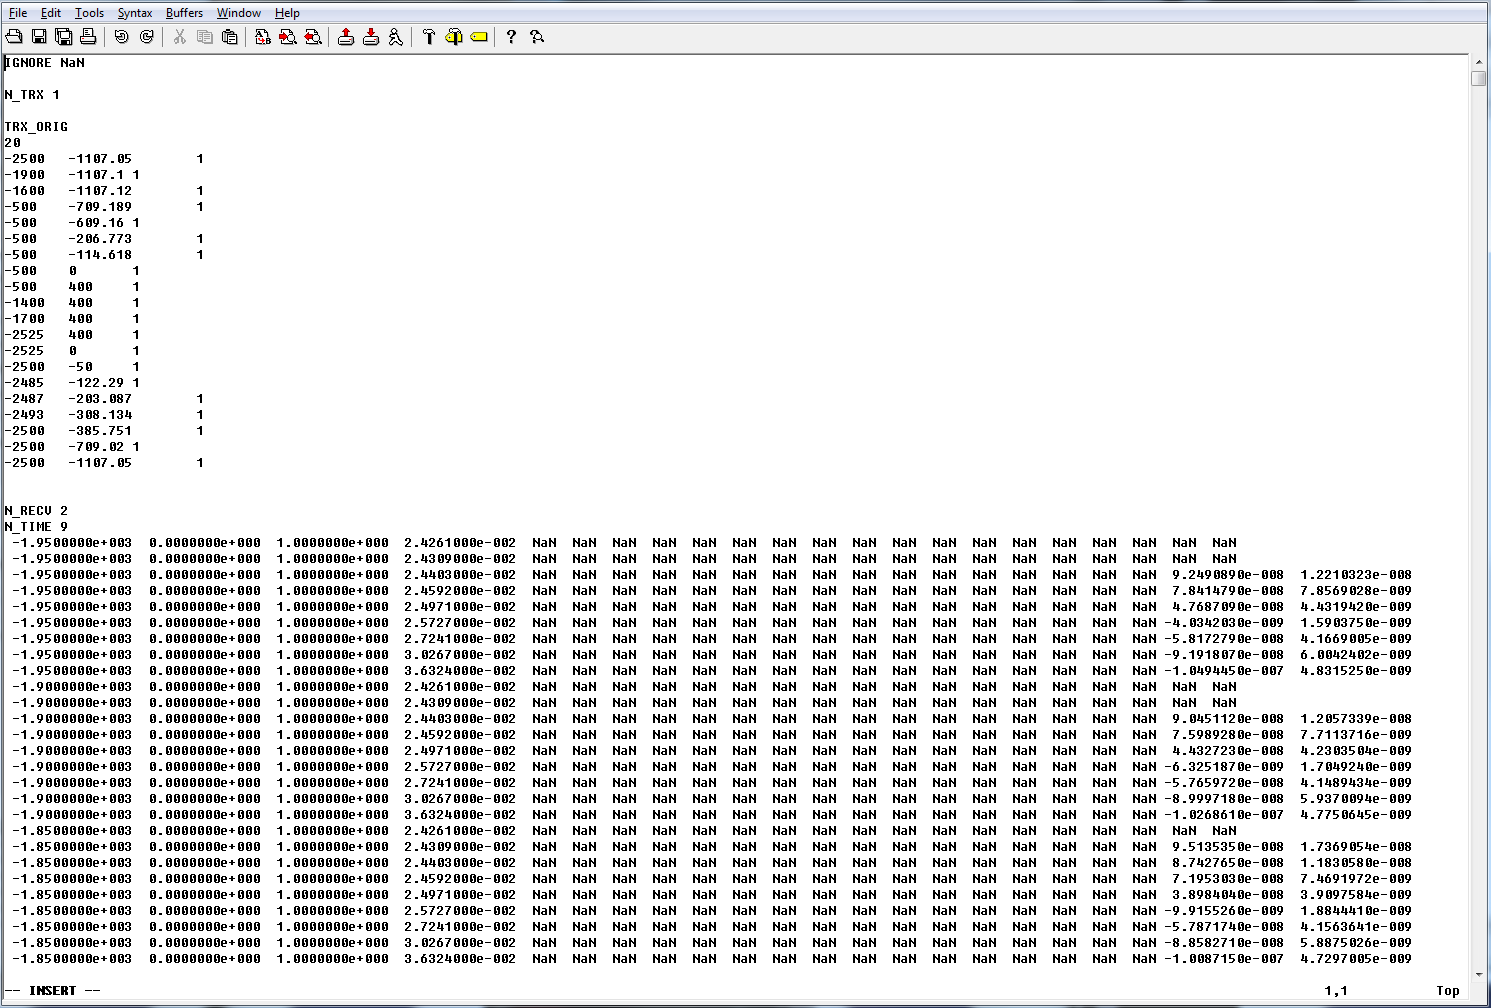 File Edit Tools Syntax Buffers Window Help
IGNORE NaN
N_TRX 1
TRX_ORIG
20
-2500 -1107.05 1
-1900 -1107.1 1
-1600 -1107.12 1
-500 -709.189 1
-500 -609.16 1
-500 -206.773 1
-500 -114.618 1
-500 0 1
-500 400 1
-1400 400 1
-1700 400 1
-2525 400 1
-2525 0 1
-2500 -50 1
-2485 -122.29 1
-2487 -203.087 1
-2493 -308.134 1
-2500 -385.751 1
-2500 -709.02 1
-2500 -1107.05 1
N_RECV 2
N_TIME 9
-1.9500000e+003 0.0000000e+000 1.0000000e+000 2.4261000e-002 NaN NaN NaN NaN NaN NaN NaN NaN NaN NaN NaN NaN NaN NaN NaN NaN NaN NaN
-1.9500000e+003 0.0000000e+000 1.0000000e+000 2.4309000e-002 NaN NaN NaN NaN NaN NaN NaN NaN NaN NaN NaN NaN NaN NaN NaN NaN NaN NaN
-1.9500000e+003 0.0000000e+000 1.0000000e+000 2.4403000e-002 NaN NaN NaN NaN NaN NaN NaN NaN NaN NaN NaN NaN NaN NaN NaN NaN 9.2490890e-008 1.2210323e-008
-1.9500000e+003 0.0000000e+000 1.0000000e+000 2.4592000e-002 NaN NaN NaN NaN NaN NaN NaN NaN NaN NaN NaN NaN NaN NaN NaN NaN 7.8414790e-008 7.8569028e-009
-1.9500000e+003 0.0000000e+000 1.0000000e+000 2.4971000e-002 NaN NaN NaN NaN NaN NaN NaN NaN NaN NaN NaN NaN NaN NaN NaN NaN 4.7687090e-008 4.4319420e-009
-1.9500000e+003 0.0000000e+000 1.0000000e+000 2.5727000e-002 NaN NaN NaN NaN NaN NaN NaN NaN NaN NaN NaN NaN NaN NaN NaN NaN -4.0342030e-009 1.5903750e-009
-1.9500000e+003 0.0000000e+000 1.0000000e+000 2.7241000e-002 NaN NaN NaN NaN NaN NaN NaN NaN NaN NaN NaN NaN NaN NaN NaN NaN -5.8172790e-008 4.1669005e-009
-1.9500000e+003 0.0000000e+000 1.0000000e+000 3.0267000e-002 NaN NaN NaN NaN NaN NaN NaN NaN NaN NaN NaN NaN NaN NaN NaN NaN -9.1918070e-008 6.0042402e-009
-1.9500000e+003 0.0000000e+000 1.0000000e+000 3.6324000e-002 NaN NaN NaN NaN NaN NaN NaN NaN NaN NaN NaN NaN NaN NaN NaN NaN -1.0494450e-007 4.8315250e-009
-1.9000000e+003 0.0000000e+000 1.0000000e+000 2.4261000e-002 NaN NaN NaN NaN NaN NaN NaN NaN NaN NaN NaN NaN NaN NaN NaN NaN NaN NaN
-1.9000000e+003 0.0000000e+000 1.0000000e+000 2.4309000e-002 NaN NaN NaN NaN NaN NaN NaN NaN NaN NaN NaN NaN NaN NaN NaN NaN NaN NaN
-1.9000000e+003 0.0000000e+000 1.0000000e+000 2.4403000e-002 NaN NaN NaN NaN NaN NaN NaN NaN NaN NaN NaN NaN NaN NaN NaN NaN 9.0451120e-008 1.2057339e-008
-1.9000000e+003 0.0000000e+000 1.0000000e+000 2.4592000e-002 NaN NaN NaN NaN NaN NaN NaN NaN NaN NaN NaN NaN NaN NaN NaN NaN 7.5989280e-008 7.7113716e-009
-1.9000000e+003 0.0000000e+000 1.0000000e+000 2.4971000e-002 NaN NaN NaN NaN NaN NaN NaN NaN NaN NaN NaN NaN NaN NaN NaN NaN 4.4327230e-008 4.2303504e-009
-1.9000000e+003 0.0000000e+000 1.0000000e+000 2.5727000e-002 NaN NaN NaN NaN NaN NaN NaN NaN NaN NaN NaN NaN NaN NaN NaN NaN -6.3251870e-009 1.7049240e-009
-1.9000000e+003 0.0000000e+000 1.0000000e+000 2.7241000e-002 NaN NaN NaN NaN NaN NaN NaN NaN NaN NaN NaN NaN NaN NaN NaN NaN -5.7659720e-008 4.1489434e-009
-1.9000000e+003 0.0000000e+000 1.0000000e+000 3.0267000e-002 NaN NaN NaN NaN NaN NaN NaN NaN NaN NaN NaN NaN NaN NaN NaN NaN -8.9997180e-008 5.9370094e-009
-1.9000000e+003 0.0000000e+000 1.0000000e+000 3.6324000e-002 NaN NaN NaN NaN NaN NaN NaN NaN NaN NaN NaN NaN NaN NaN NaN NaN -1.0268610e-007 4.7750645e-009
-1.8500000e+003 0.0000000e+000 1.0000000e+000 2.4261000e-002 NaN NaN NaN NaN NaN NaN NaN NaN NaN NaN NaN NaN NaN NaN NaN NaN NaN NaN
-1.8500000e+003 0.0000000e+000 1.0000000e+000 2.4309000e-002 NaN NaN NaN NaN NaN NaN NaN NaN NaN NaN NaN NaN NaN NaN NaN NaN 9.5135350e-008 1.7369054e-008
-1.8500000e+003 0.0000000e+000 1.0000000e+000 2.4403000e-002 NaN NaN NaN NaN NaN NaN NaN NaN NaN NaN NaN NaN NaN NaN NaN NaN 8.7427650e-008 1.1830580e-008
-1.8500000e+003 0.0000000e+000 1.0000000e+000 2.4592000e-002 NaN NaN NaN NaN NaN NaN NaN NaN NaN NaN NaN NaN NaN NaN NaN NaN 7.1953030e-008 7.4691972e-009
-1.8500000e+003 0.0000000e+000 1.0000000e+000 2.4971000e-002 NaN NaN NaN NaN NaN NaN NaN NaN NaN NaN NaN NaN NaN NaN NaN NaN 3.8984040e-008 3.9097584e-009
-1.8500000e+003 0.0000000e+000 1.0000000e+000 2.5727000e-002 NaN NaN NaN NaN NaN NaN NaN NaN NaN NaN NaN NaN NaN NaN NaN NaN -9.9155260e-009 1.8844410e-009
-1.8500000e+003 0.0000000e+000 1.0000000e+000 2.7241000e-002 NaN NaN NaN NaN NaN NaN NaN NaN NaN NaN NaN NaN NaN NaN NaN NaN -5.7871740e-008 4.1563641e-009
-1.8500000e+003 0.0000000e+000 1.0000000e+000 3.0267000e-002 NaN NaN NaN NaN NaN NaN NaN NaN NaN NaN NaN NaN NaN NaN NaN NaN -8.8582710e-008 5.8875026e-009
-1.8500000e+003 0.0000000e+000 1.0000000e+000 3.6324000e-002 NaN NaN NaN NaN NaN NaN NaN NaN NaN NaN NaN NaN NaN NaN NaN NaN -1.0087150e-007 4.7297005e-009
-- INSERT -- 1,1 Top